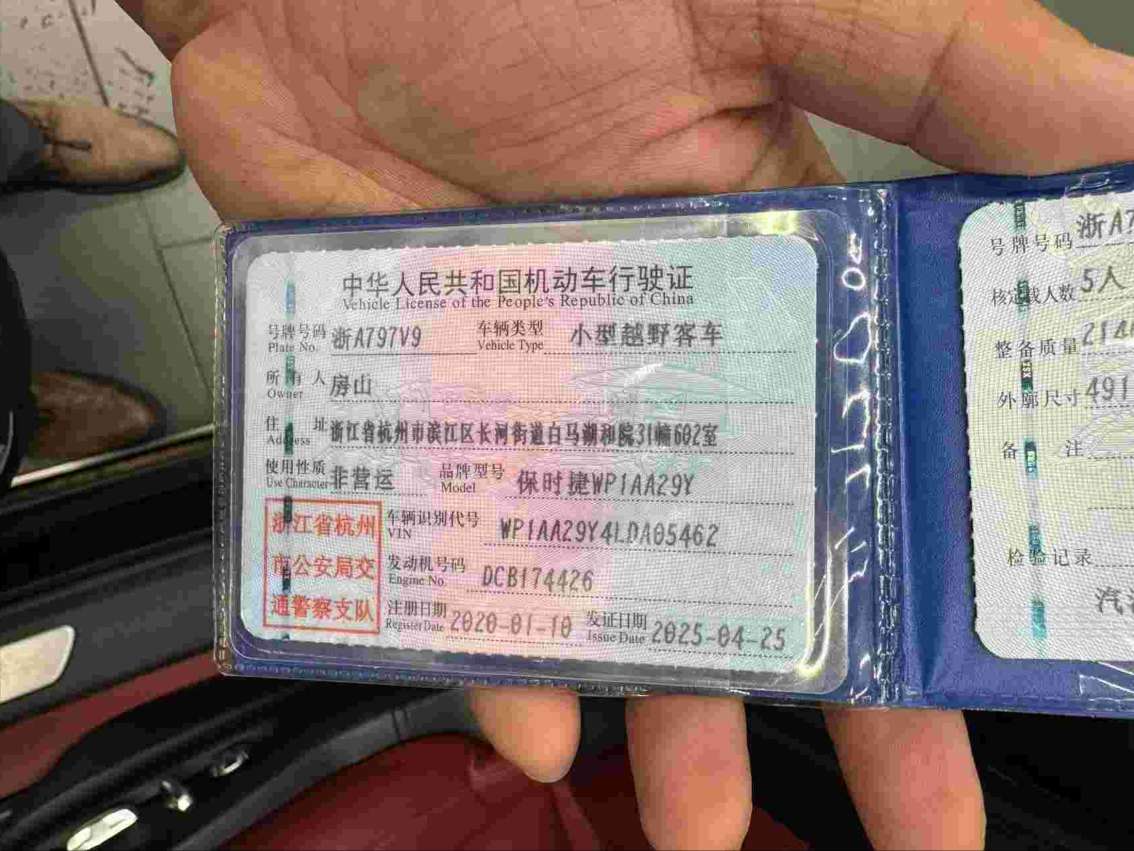 中华人民共和国机动车行驶证
Vehicle License of the People's Republic of China
号牌号码 浙A797V9 车辆类型 小型越野客车
Plate No. Vehicle Type
所有人 房山
Owner
住址 浙江省杭州市滨江区长河街道白马湖和院31幢602室
Address
使用性质 非营运 品牌型号 保时捷WP1AA29Y
Use Character Model
浙江省杭州
市公安局交
通警察支队
车辆识别代号 WP1AA29Y4LDA05462
VIN
发动机号码 DCB174426
Engine No.
注册日期 2020-01-10 发证日期 2025-04-25
Register Date Issue Date
号牌号码 浙A7
核定载人数 5人
整备质量 214
外廓尺寸 491
备注
检验记录